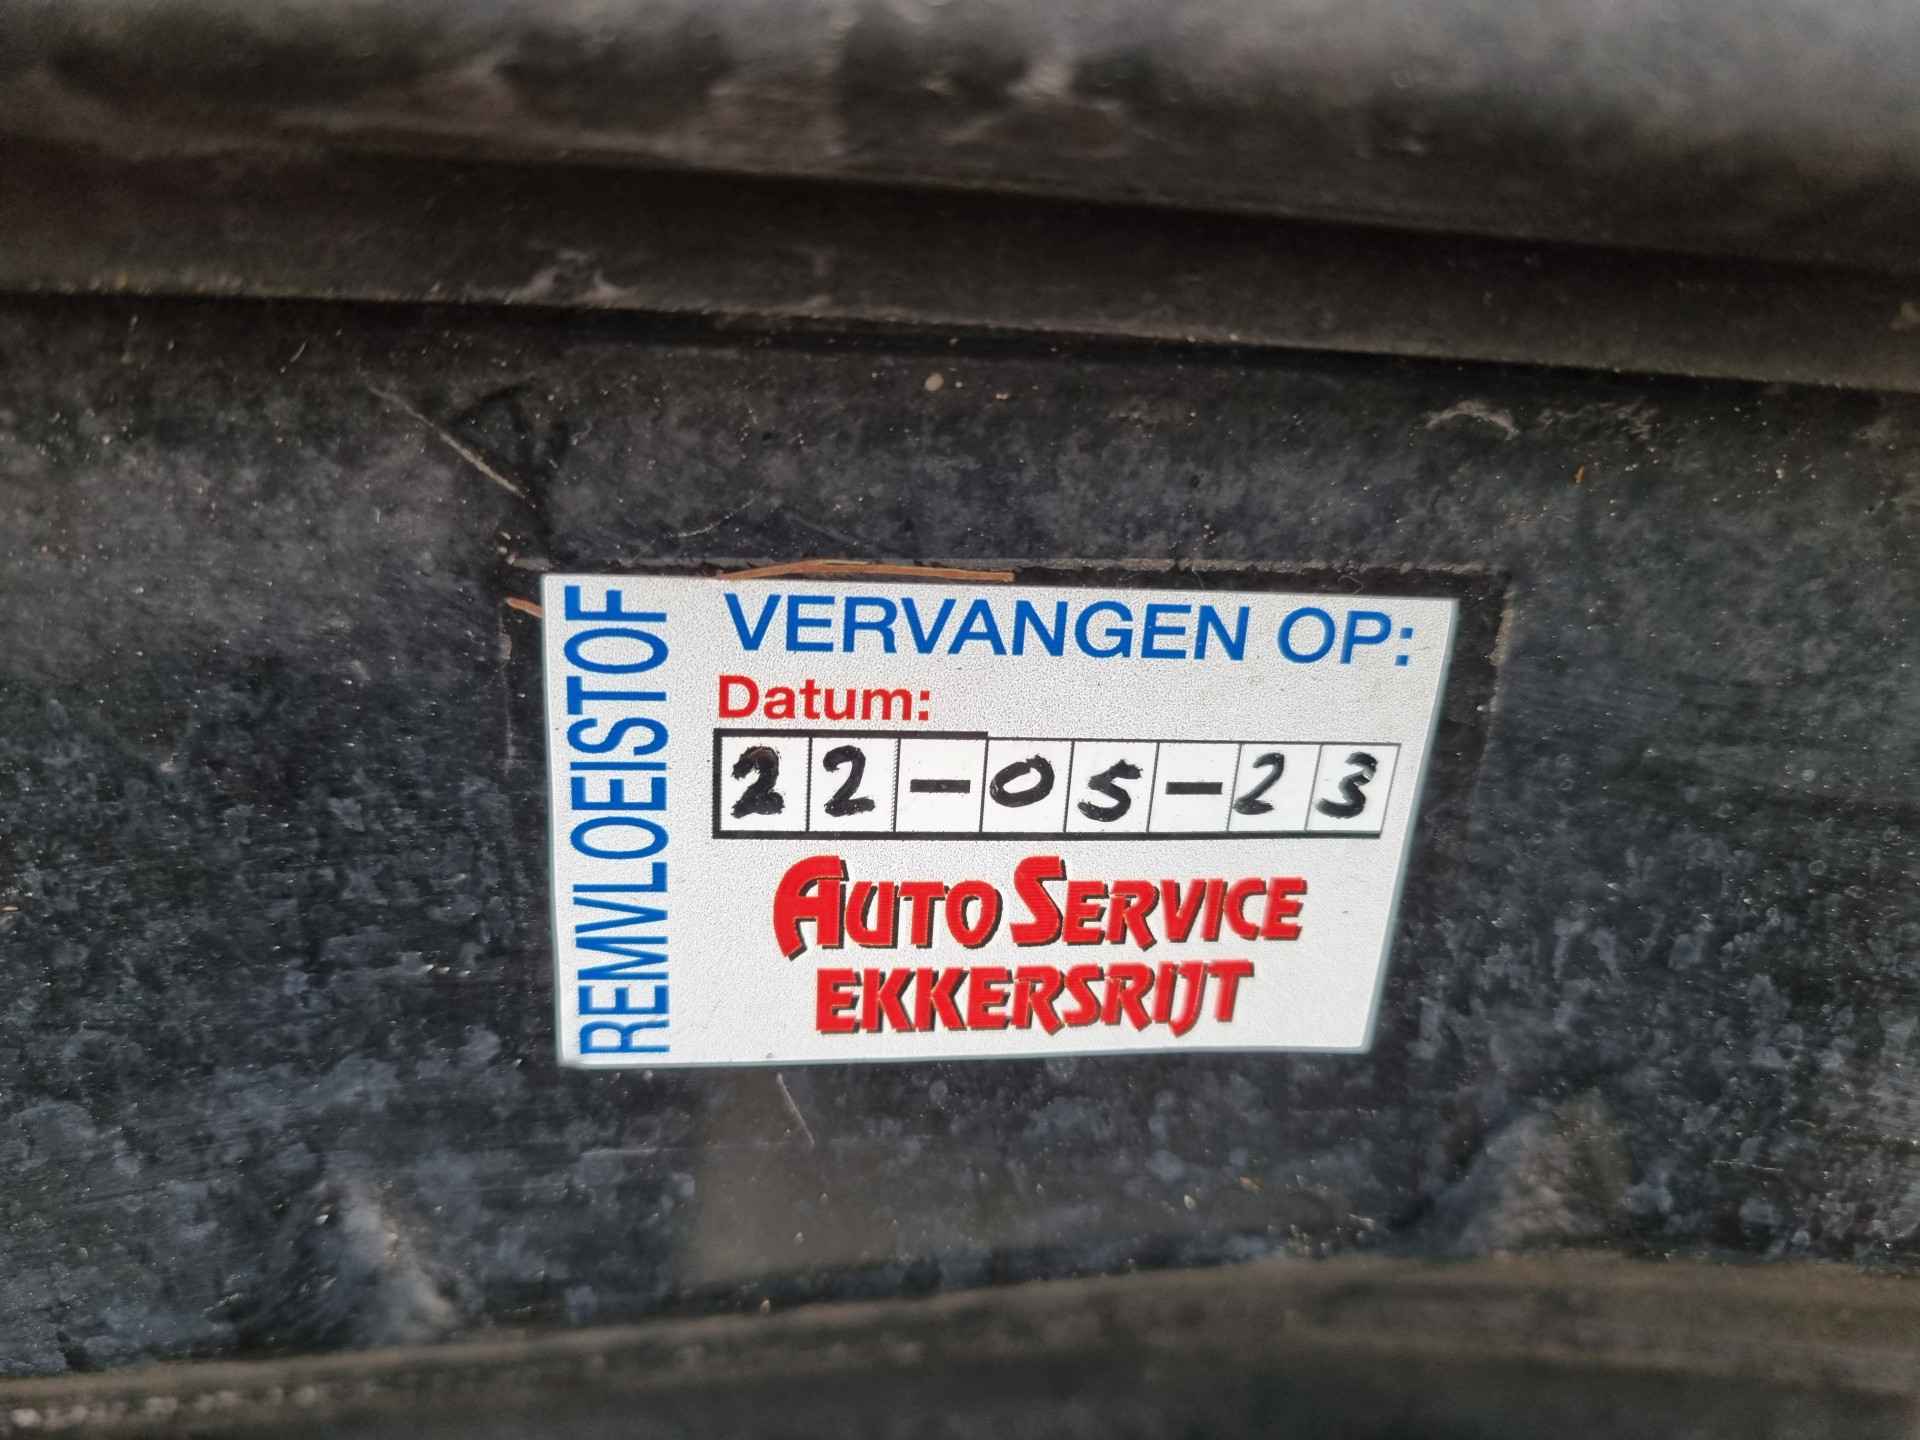 REMVLOEISTOF
VERVANGEN OP:
Datum:
22-05-23
AUTO SERVICE
EKKERSRIJT